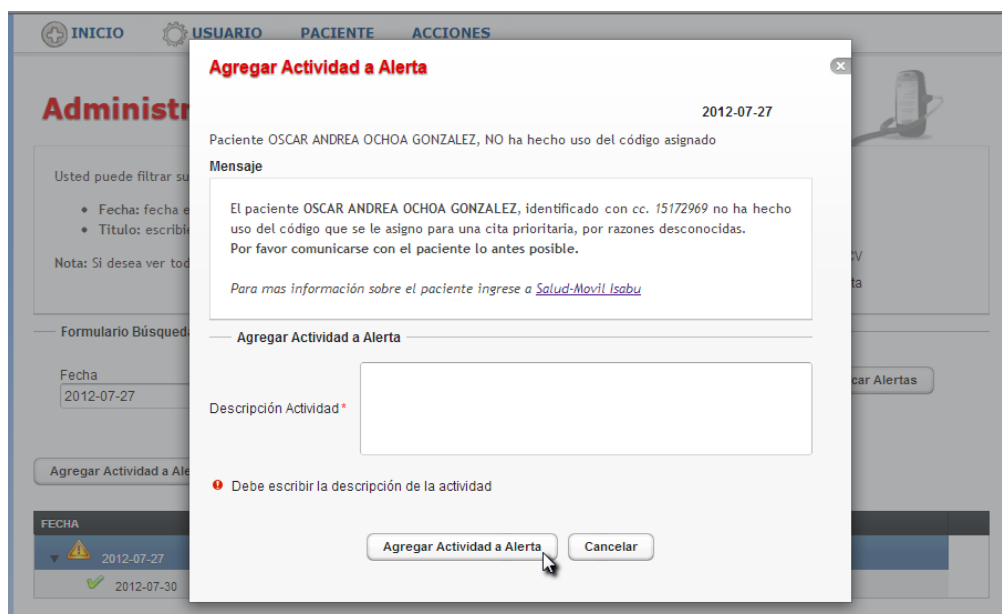 INICIO USUARIO PACIENTE ACCIONES
Agregar Actividad a Alerta
2012-07-27
Paciente OSCAR ANDREA OCHOA GONZALEZ, NO ha hecho uso del código asignado
Mensaje
El paciente OSCAR ANDREA OCHOA GONZALEZ, identificado con cc. 15172969 no ha hecho
uso del código que se le asigno para una cita prioritaria, por razones desconocidas.
Por favor comunicarse con el paciente lo antes posible.
Para mas información sobre el paciente ingrese a Salud-Movil Isabu
Agregar Actividad a Alerta
Descripción Actividad *
Debe escribir la descripción de la actividad
Agregar Actividad a Alerta Cancelar
Administr
Usted puede filtrar su
• Fecha: fecha e
• Titulo: escribi
Nota: Si desea ver tod
CV
ta
Formulario Búsqued
Fecha
2012-07-27
car Alertas
Agregar Actividad a Ale
FECHA
2012-07-27
2012-07-30